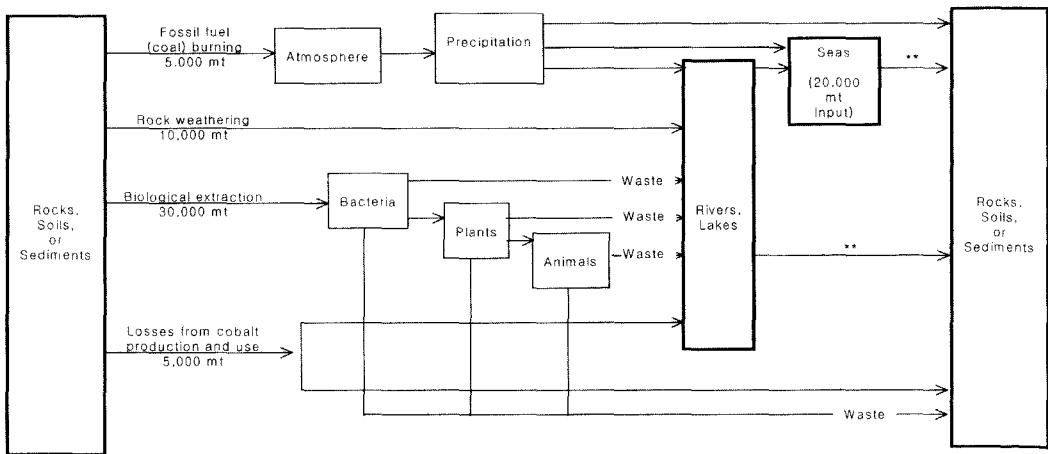 Fossil fuel
(coal) burning
5.000 mt
Atmosphere
Precipitation
Seas
(20.000
mt
Input)
**
Rock weathering
10,000 mt
Biological extraction
30.000 mt
Bacteria
Plants
Animals
Waste
Waste
Waste
Rivers,
Lakes
**
Rocks,
Soils,
or
Sediments
Rocks,
Soils,
or
Sediments
Losses from cobalt
production and use
5,000 mt
Waste